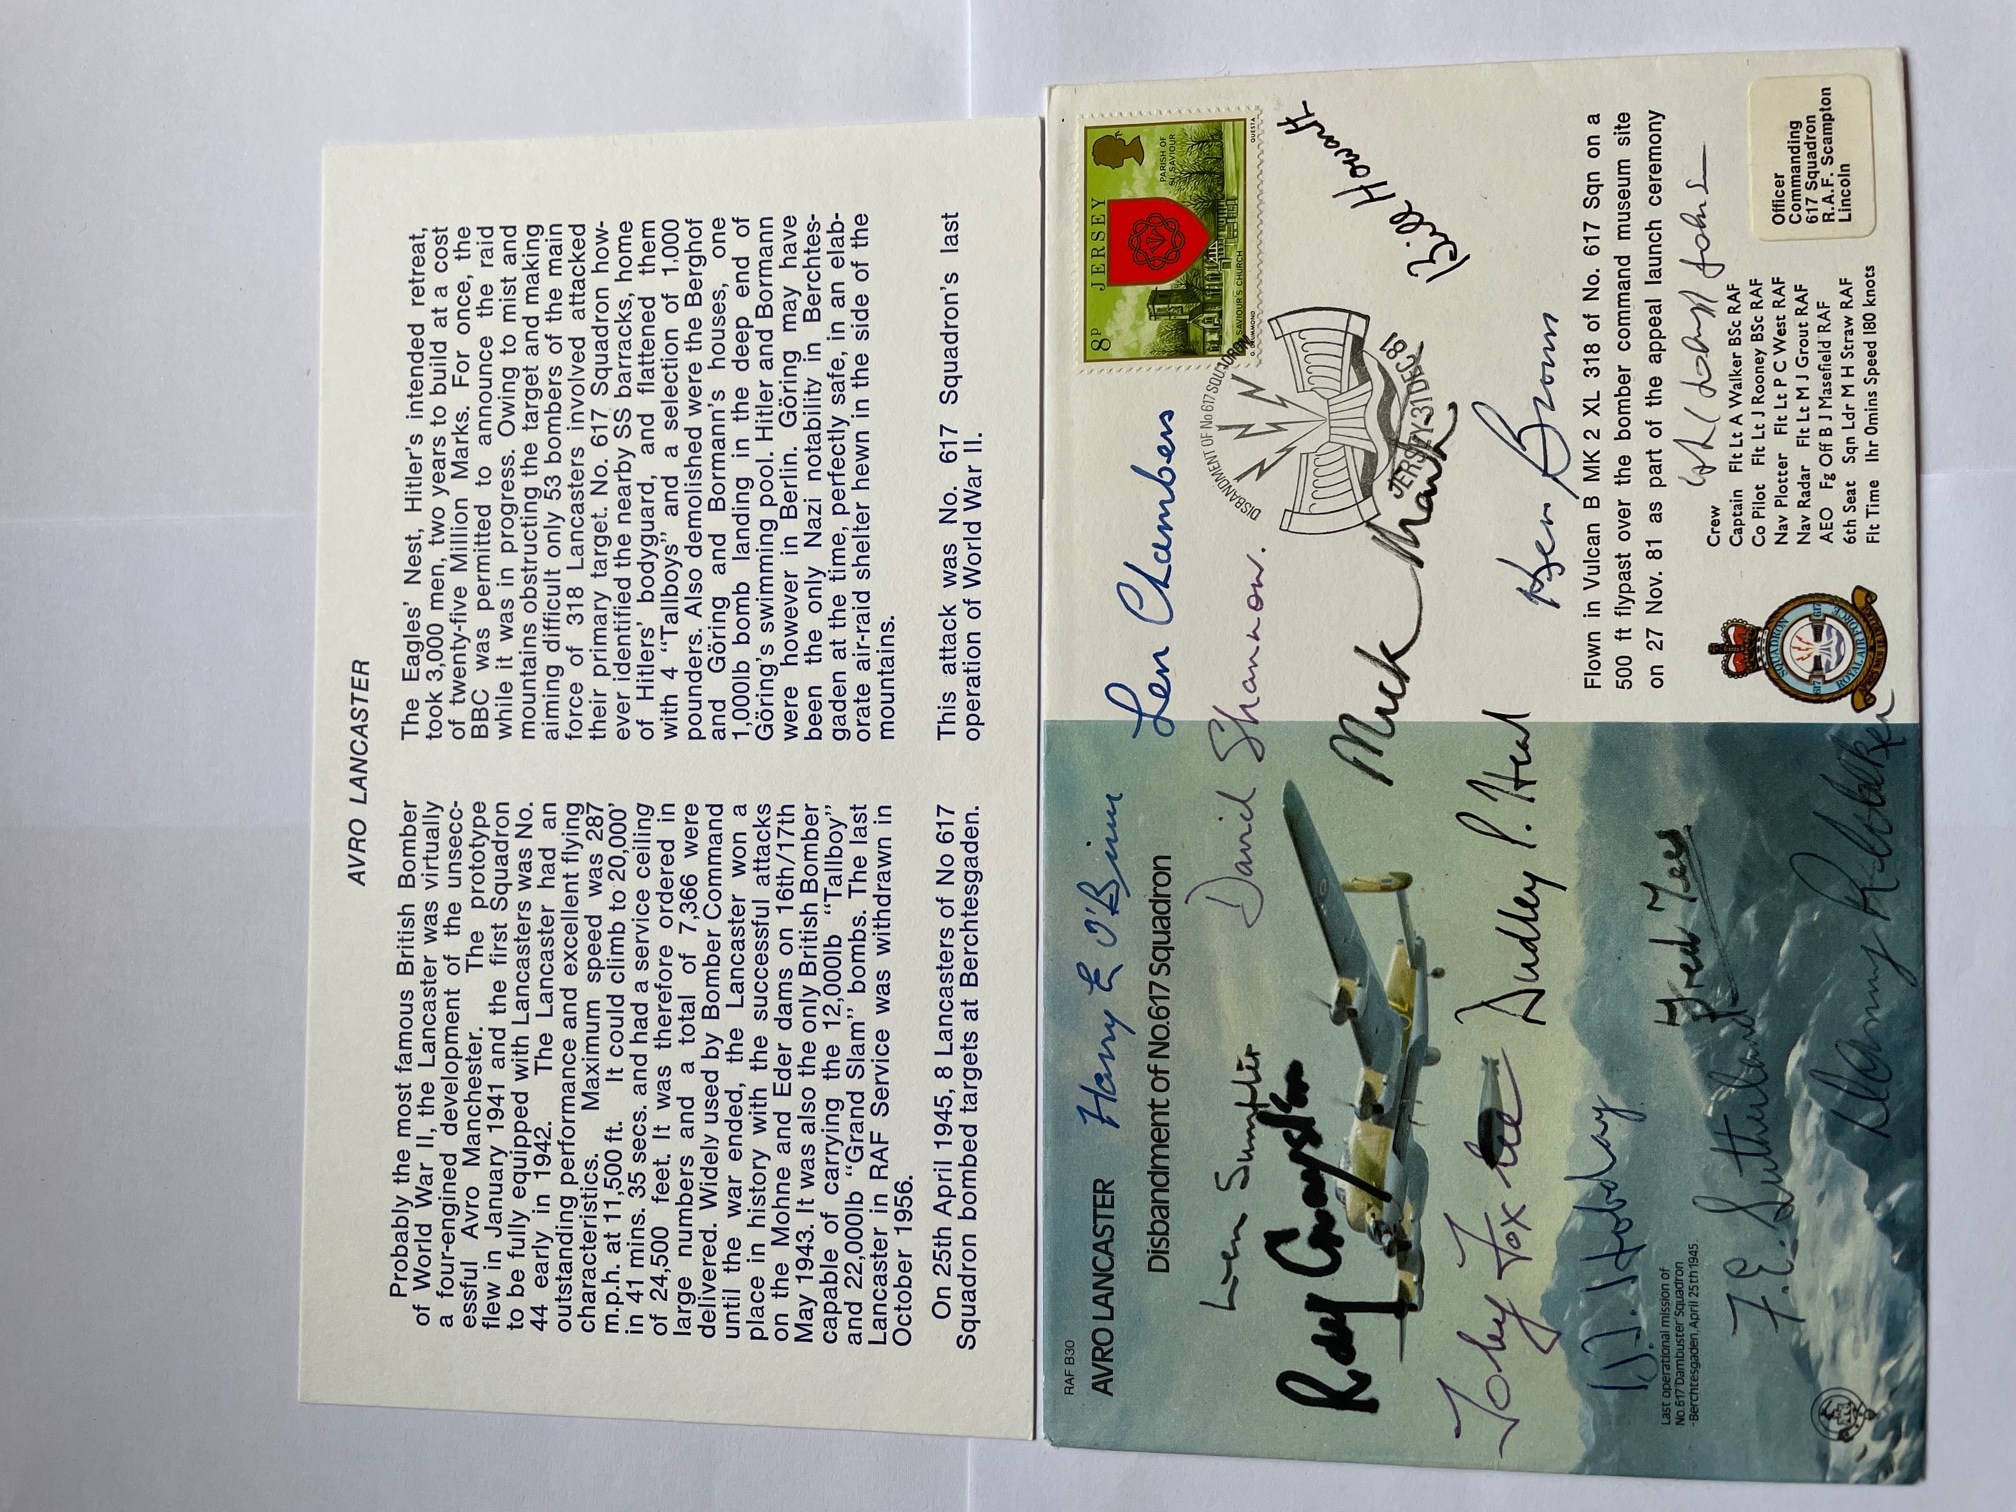 AVRO LANCASTER
Probably the most famous British Bomber
of World War II, the Lancaster was virtually
a four-engined development of the unsecc-
essful Avro Manchester. The prototype
flew in January 1941 and the first Squadron
to be fully equipped with Lancasters was No.
44 early in 1942. The Lancaster had an
outstanding performance and excellent flying
characteristics. Maximum speed was 287
m.p.h. at 11,500 ft. It could climb to 20,000'
in 41 mins. 35 secs. and had a service ceiling
of 24,500 feet. It was therefore ordered in
large numbers and a total of 7,366 were
delivered. Widely used by Bomber Command
until the war ended, the Lancaster won a
place in history with the successful attacks
on the Mohne and Eder dams on 16th/17th
May 1943. It was also the only British Bomber
capable of carrying the 12,000lb "Tallboy"
and 22,000lb "Grand Slam" bombs. The last
Lancaster in RAF Service was withdrawn in
October 1956.
On 25th April 1945, 8 Lancasters of No 617
Squadron bombed targets at Berchtesgaden.
The Eagles' Nest, Hitler's intended retreat,
took 3,000 men, two years to build at a cost
of twenty-five Million Marks. For once, the
BBC was permitted to announce the raid
while it was in progress. Owing to mist and
mountains obstructing the target and making
aiming difficult only 53 bombers of the main
force of 318 Lancasters involved attacked
their primary target. No. 617 Squadron how-
ever identified the nearby SS barracks, home
of Hitlers' bodyguard, and flattened them
with 4 "Tallboys" and a selection of 1,000
pounders. Also demolished were the Berghof
and Göring and Bormann's houses, one
1,000lb bomb landing in the deep end of
Göring's swimming pool. Hitler and Bormann
were however in Berlin. Göring may have
been the only Nazi notability in Berchtes-
gaden at the time, perfectly safe, in an elab-
orate air-raid shelter hewn in the side of the
mountains.
This attack was No. 617 Squadron's last
operation of World War II.
RAF B30
AVRO LANCASTER
Harry E O'Brien
Disbandment of No.617 Squadron
Len Sumpter
David Shannon.
Ray Grayston
Toby Foxlee
Dudley P. Heal
Hobday
Fred Tees
Last operational mission of
No.617 'Dambuster' Squadron
-Berchtesgaden, April 25th 1945.
F.E. Sutherland
Danny
Len Chambers
8p JERSEY
PARISH OF
ST. SAVIOUR
SAVIOUR'S CHURCH
G. DRUMMOND
QUESTA
DISBANDMENT OF No 617 SQUADRON
JERSEY 31 DEC 81
Bill Howarth
Mick Martin
Ken Brown
Flown in Vulcan B MK 2 XL 318 of No. 617 Sqn on a
500 ft flypast over the bomber command museum site
on 27 Nov. 81 as part of the appeal launch ceremony
Crew
Captain Flt Lt A Walker BSc RAF
Co Pilot Flt Lt J Rooney BSc RAF
Nav Plotter Flt Lt P C West RAF
Nav Radar Flt Lt M J Grout RAF
AEO Fg Off B J Masefield RAF
6th Seat Sqn Ldr M H Straw RAF
Flt Time 1hr 0mins Speed 180 knots
617 SQUADRON 617
ROYAL AIR FORCE
Officer
Commanding
617 Squadron
R.A.F. Scampton
Lincoln